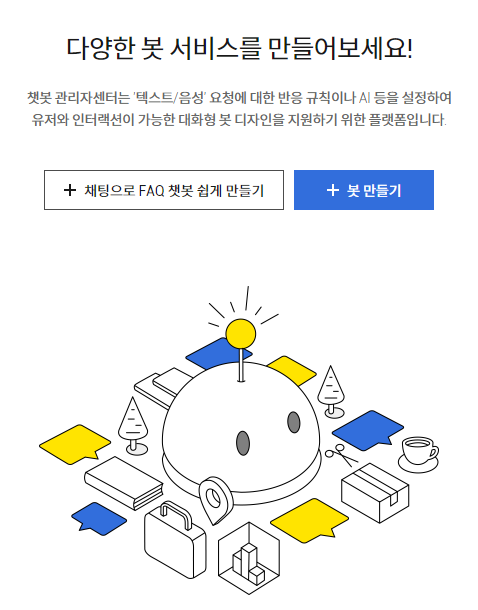 다양한 봇 서비스를 만들어보세요!
챗봇 관리자센터는 '텍스트/음성' 요청에 대한 반응 규칙이나 AI 등을 설정하여
유저와 인터랙션이 가능한 대화형 봇 디자인을 지원하기 위한 플랫폼입니다.
+ 채팅으로 FAQ 챗봇 쉽게 만들기
+ 봇 만들기